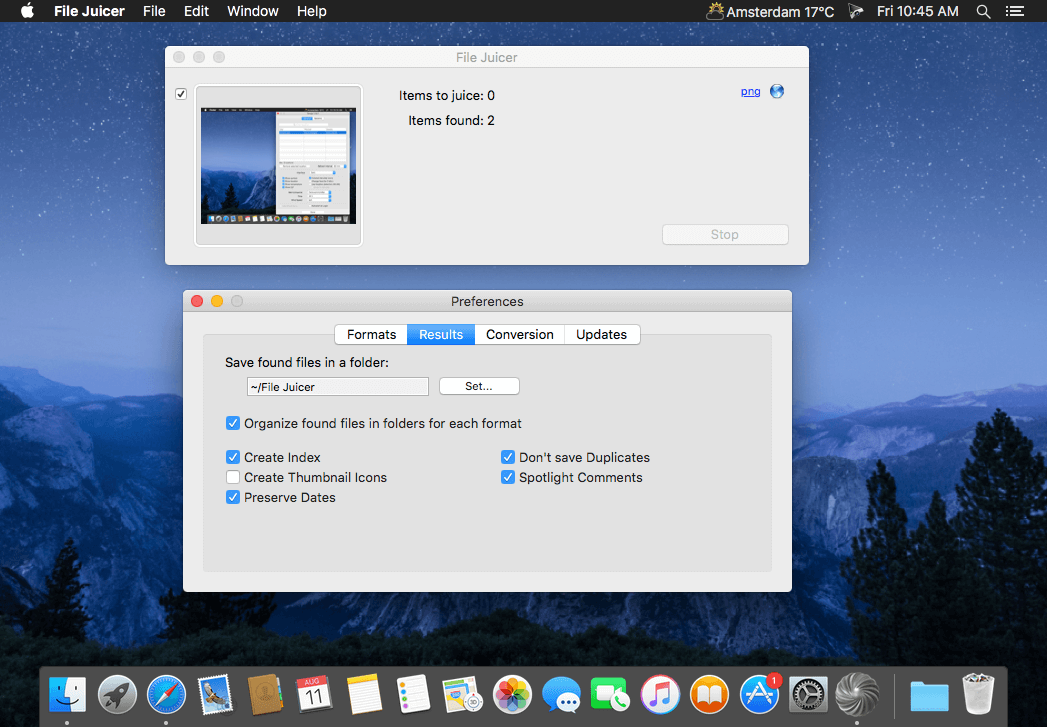 File Juicer File Edit Window Help Amsterdam 17°C Fri 10:45 AM
File Juicer
Items to juice: 0
png
Items found: 2
Stop
Preferences
Formats Results Conversion Updates
Save found files in a folder:
~/File Juicer
Set...
Organize found files in folders for each format
Create Index
Don't save Duplicates
Create Thumbnail Icons
Spotlight Comments
Preserve Dates
AUG
11
3D
1